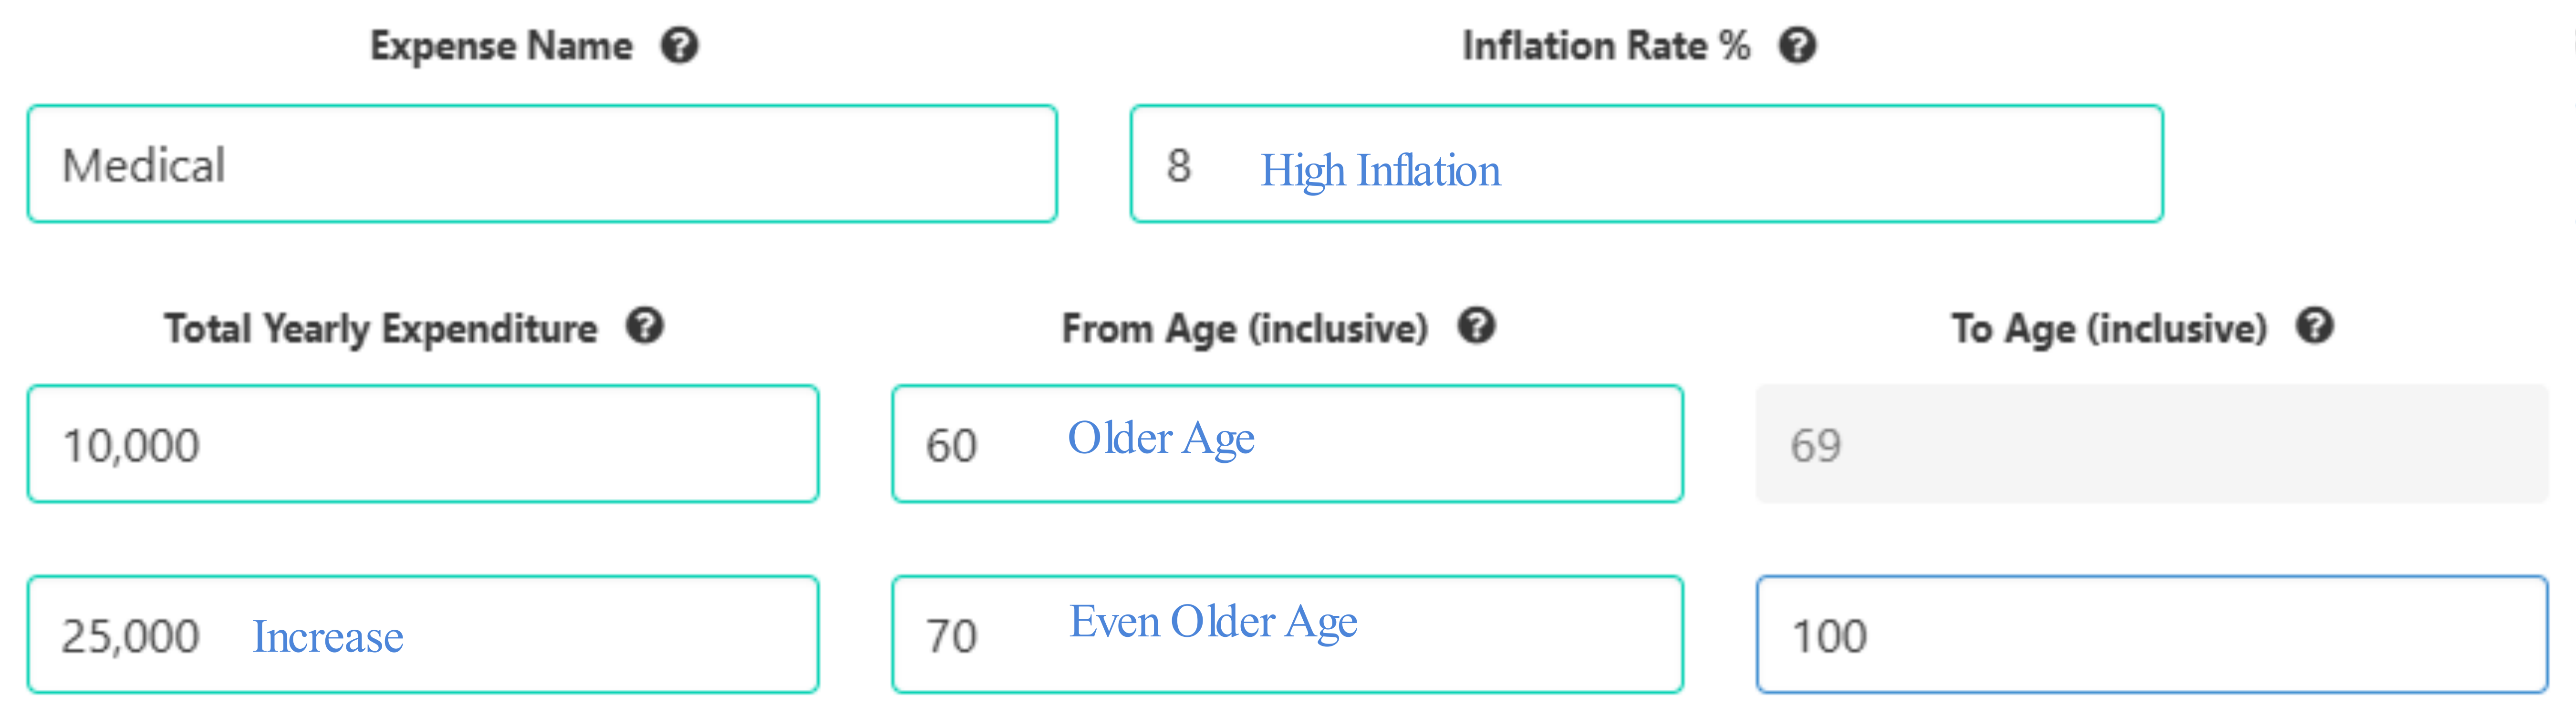 Expense Name ? Inflation Rate % ?
Medical 8 High Inflation
Total Yearly Expenditure ? From Age (inclusive) ? To Age (inclusive) ?
10,000 60 Older Age 69
25,000 Increase 70 Even Older Age 100